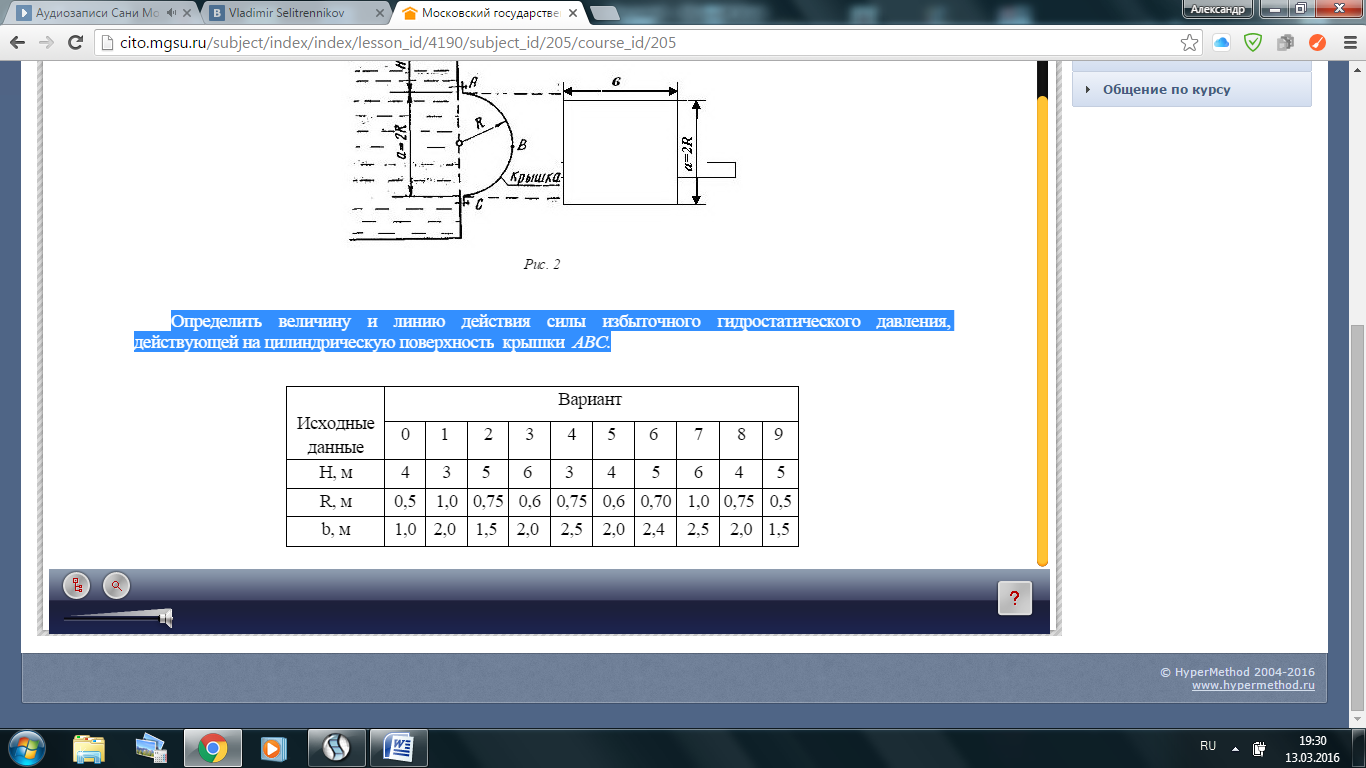 Аудиозаписи Сани Мо
Vladimir Selitrennikov
Московский государстве
Александр
cito.mgsu.ru/subject/index/index/lesson_id/4190/subject_id/205/course_id/205
Общение по курсу
H
A
в
a=2R
R
B
a=2R
крышка
C
Рис. 2
Определить величину и линию действия силы избыточного гидростатического давления,
действующей на цилиндрическую поверхность крышки ABC.
Исходные данные
Вариант
0 1 2 3 4 5 6 7 8 9
H, м 4 3 5 6 3 4 5 6 4 5
R, м 0,5 1,0 0,75 0,6 0,75 0,6 0,70 1,0 0,75 0,5
b, м 1,0 2,0 1,5 2,0 2,5 2,0 2,4 2,5 2,0 1,5
?
© HyperMethod 2004-2016
www.hypermethod.ru
RU
19:30
13.03.2016